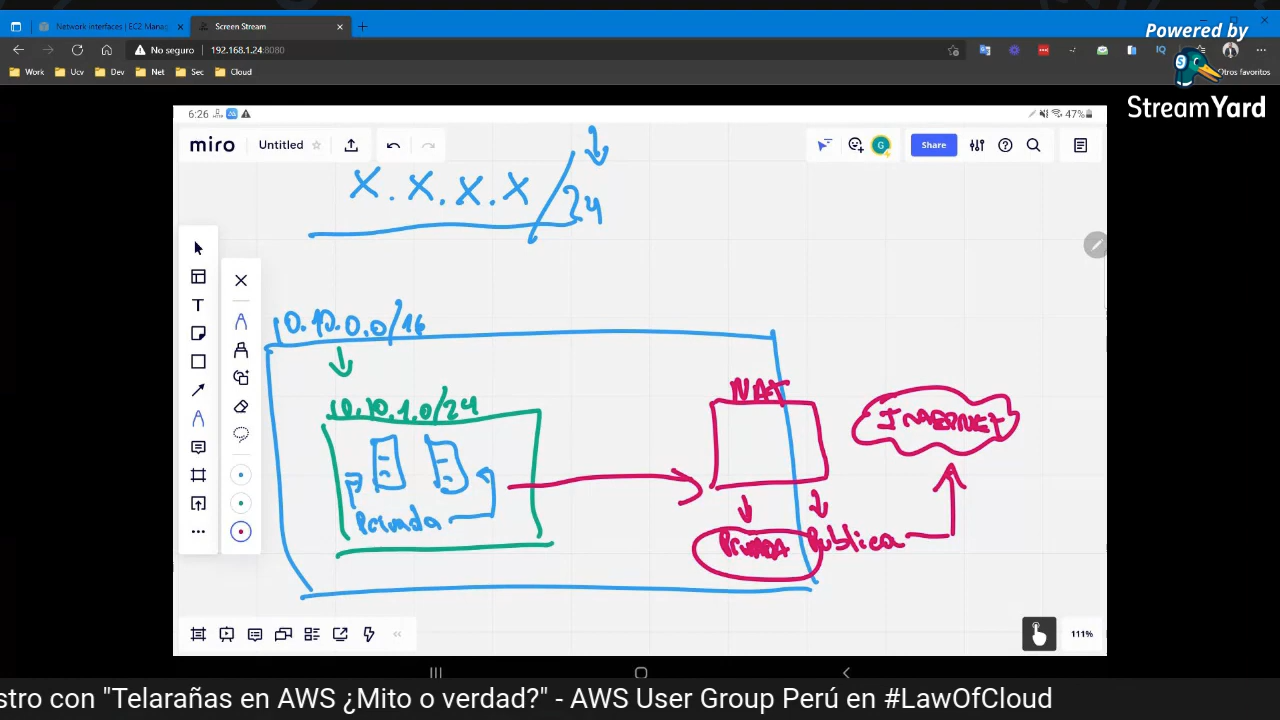 Network interfaces | EC2 Manag
Screen Stream
Powered by
No seguro 192.168.1.24:8080
IQ
Work Ucv Dev Net Sec Cloud
Otros favoritos
StreamYard
6:26
47%
miro Untitled G Share
X.X.X.X/24
10.10.0.0/16
NAT
10.10.1.0/24
INTERNET
Privada
PRIVADA Pública
111%
stro con "Telarañas en AWS ¿Mito o verdad?" - AWS User Group Perú en #LawOfCloud